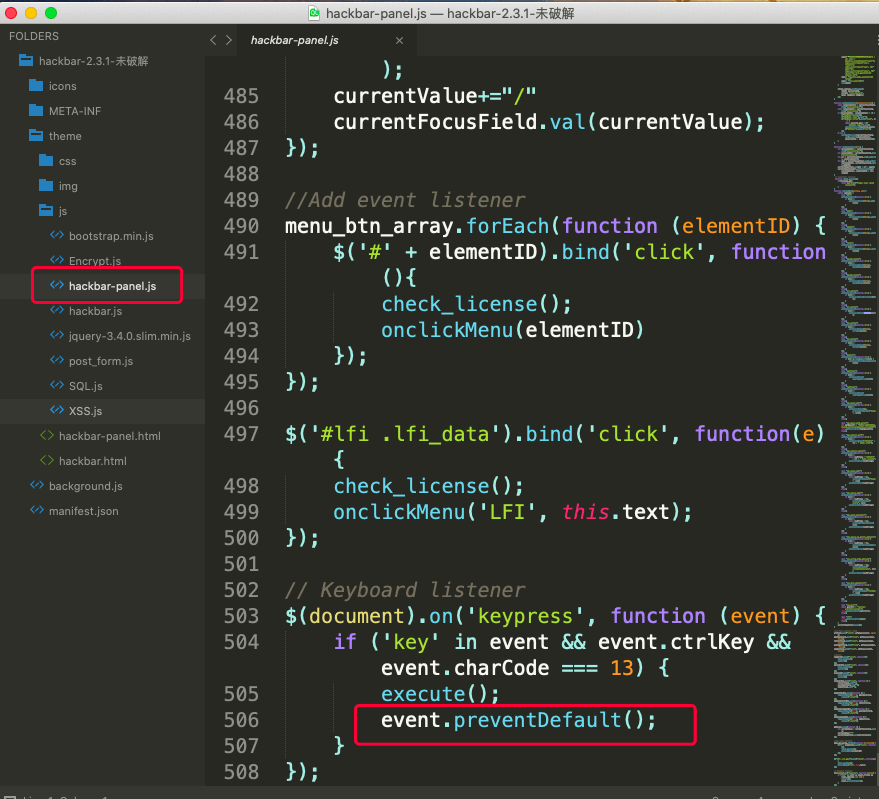 hackbar-panel.js — hackbar-2.3.1-未破解
FOLDERS
hackbar-2.3.1-未破解
icons
META-INF
theme
css
img
js
bootstrap.min.js
Encrypt.js
hackbar-panel.js
hackbar.js
jquery-3.4.0.slim.min.js
post_form.js
SQL.js
XSS.js
hackbar-panel.html
hackbar.html
background.js
manifest.json
hackbar-panel.js ×
);
485 currentValue+="/"
486 currentFocusField.val(currentValue);
487 });
488
489 //Add event listener
490 menu_btn_array.forEach(function (elementID) {
491 $('#' + elementID).bind('click', function
(){
492 check_license();
493 onclickMenu(elementID)
494 });
495 });
496
497 $('#lfi .lfi_data').bind('click', function(e)
{
498 check_license();
499 onclickMenu('LFI', this.text);
500 });
501
502 // Keyboard listener
503 $(document).on('keypress', function (event) {
504 if ('key' in event && event.ctrlKey &&
event.charCode === 13) {
505 execute();
506 event.preventDefault();
507 }
508 });